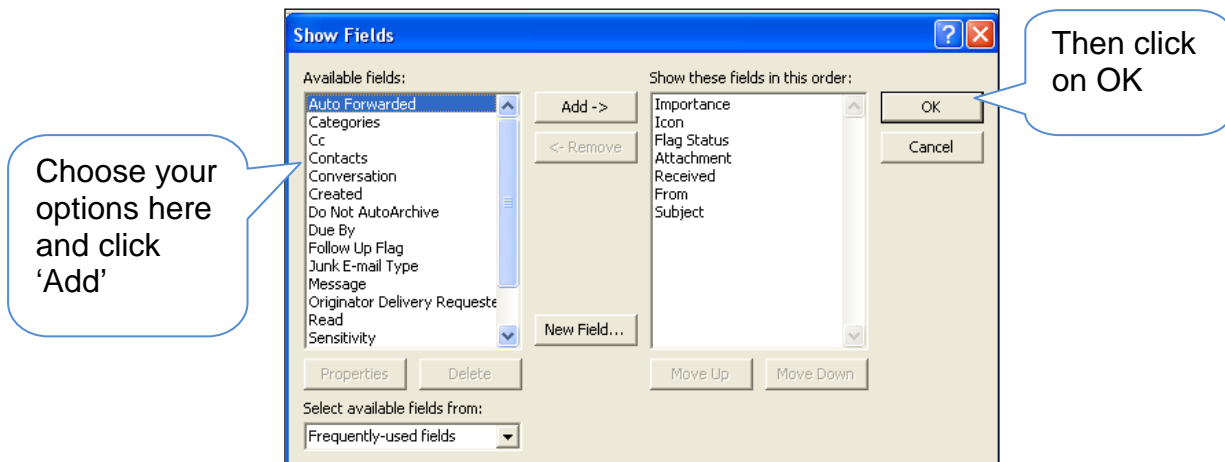 Show Fields
Available fields:
Auto Forwarded
Categories
Cc
Contacts
Conversation
Created
Do Not AutoArchive
Due By
Follow Up Flag
Junk E-mail Type
Message
Originator Delivery Requeste
Read
Sensitivity
Properties
Delete
Select available fields from:
Frequently-used fields
Add ->
<- Remove
New Field...
Show these fields in this order:
Importance
Icon
Flag Status
Attachment
Received
From
Subject
Move Up
Move Down
OK
Cancel
Choose your
options here
and click
‘Add’
Then click
on OK